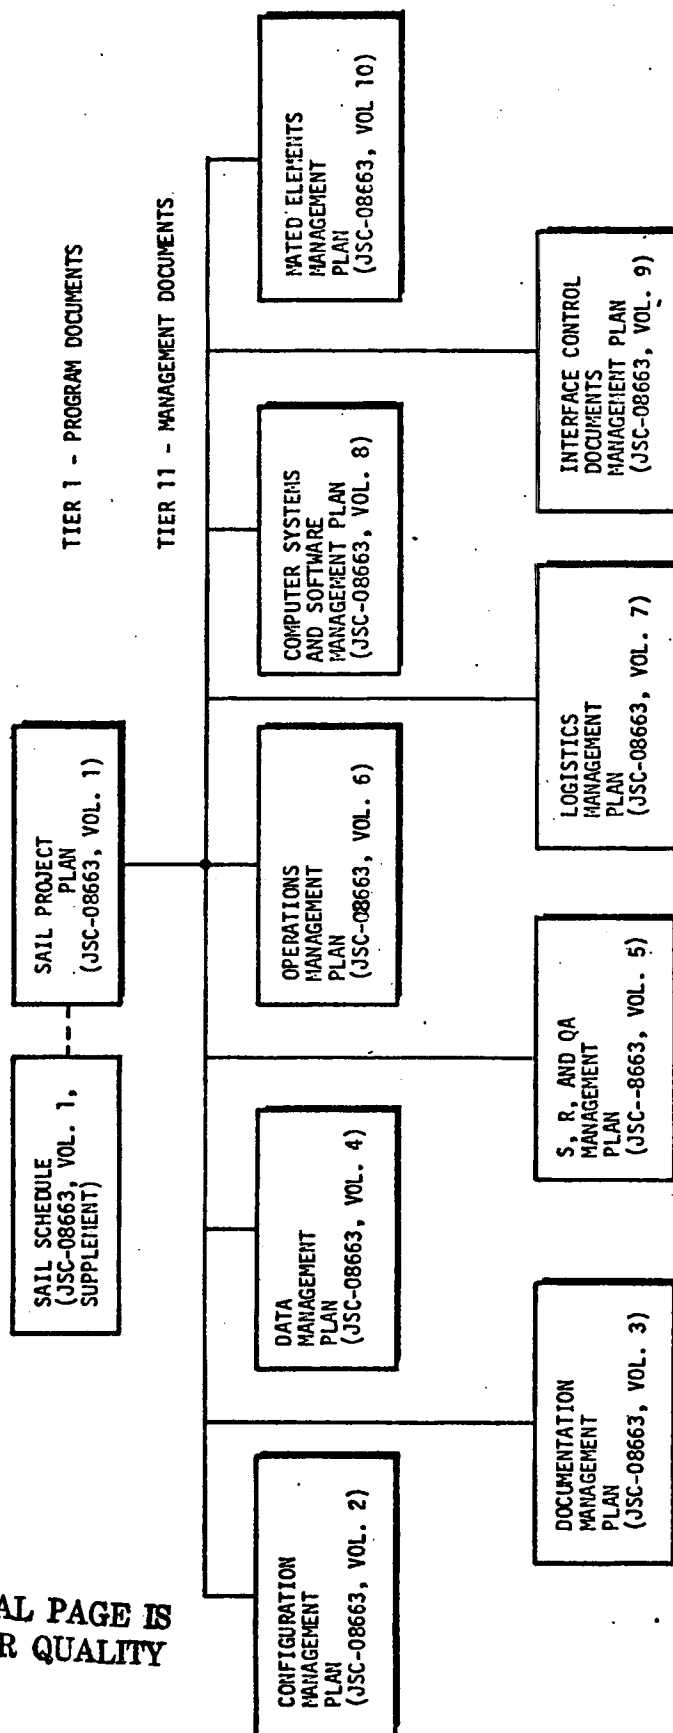 TIER 1 - PROGRAM DOCUMENTS
TIER 11 - MANAGEMENT DOCUMENTS
SAIL SCHEDULE
(JSC-08663, VOL. 1,
SUPPLEMENT)
SAIL PROJECT
PLAN
(JSC-08663, VOL. 1)
CONFIGURATION
MANAGEMENT
PLAN
(JSC-08663, VOL. 2)
DATA
MANAGEMENT
PLAN
(JSC-08663, VOL. 4)
OPERATIONS
MANAGEMENT
PLAN
(JSC-08663, VOL. 6)
COMPUTER SYSTEMS
AND SOFTWARE
MANAGEMENT PLAN
(JSC-08663, VOL. 8)
MATED ELEMENTS
MANAGEMENT
PLAN
(JSC-08663, VOL 10)
DOCUMENTATION
MANAGEMENT
PLAN
(JSC-08663, VOL. 3)
S, R, AND QA
MANAGEMENT
PLAN
(JSC--8663, VOL. 5)
LOGISTICS
MANAGEMENT
PLAN
(JSC-08663, VOL. 7)
INTERFACE CONTROL
DOCUMENTS
MANAGEMENT PLAN
(JSC-08663, VOL. 9)
AL PAGE IS
R QUALITY